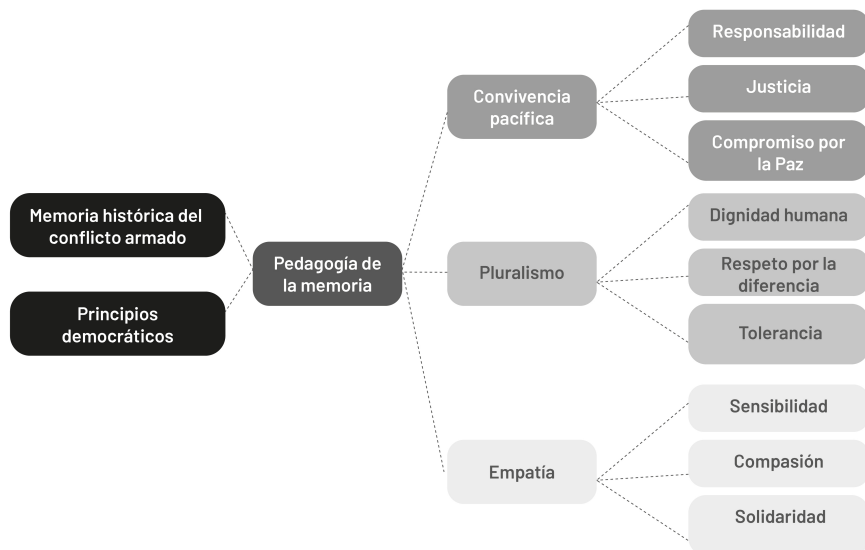 Memoria histórica del
conflicto armado
Principios
democráticos
Pedagogía de
la memoria
Convivencia
pacífica
Responsabilidad
Justicia
Compromiso por
la Paz
Pluralismo
Dignidad humana
Respeto por la
diferencia
Tolerancia
Empatía
Sensibilidad
Compasión
Solidaridad